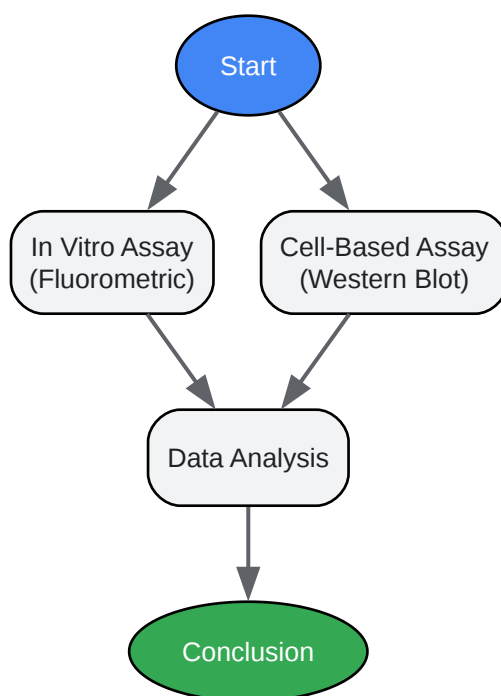 Start
In Vitro Assay
(Fluorometric)
Cell-Based Assay
(Western Blot)
Data Analysis
Conclusion